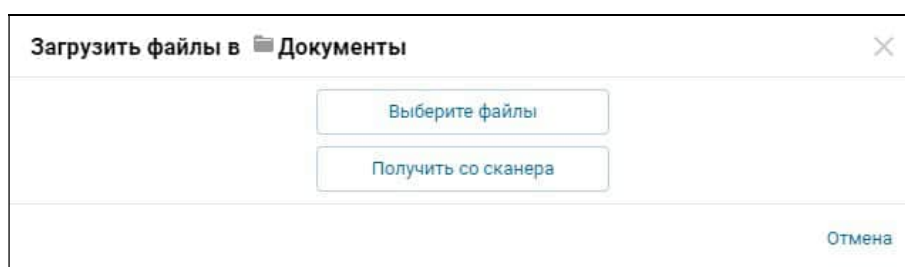 Загрузить файлы в Документы
Выберите файлы
Получить со сканера
Отмена